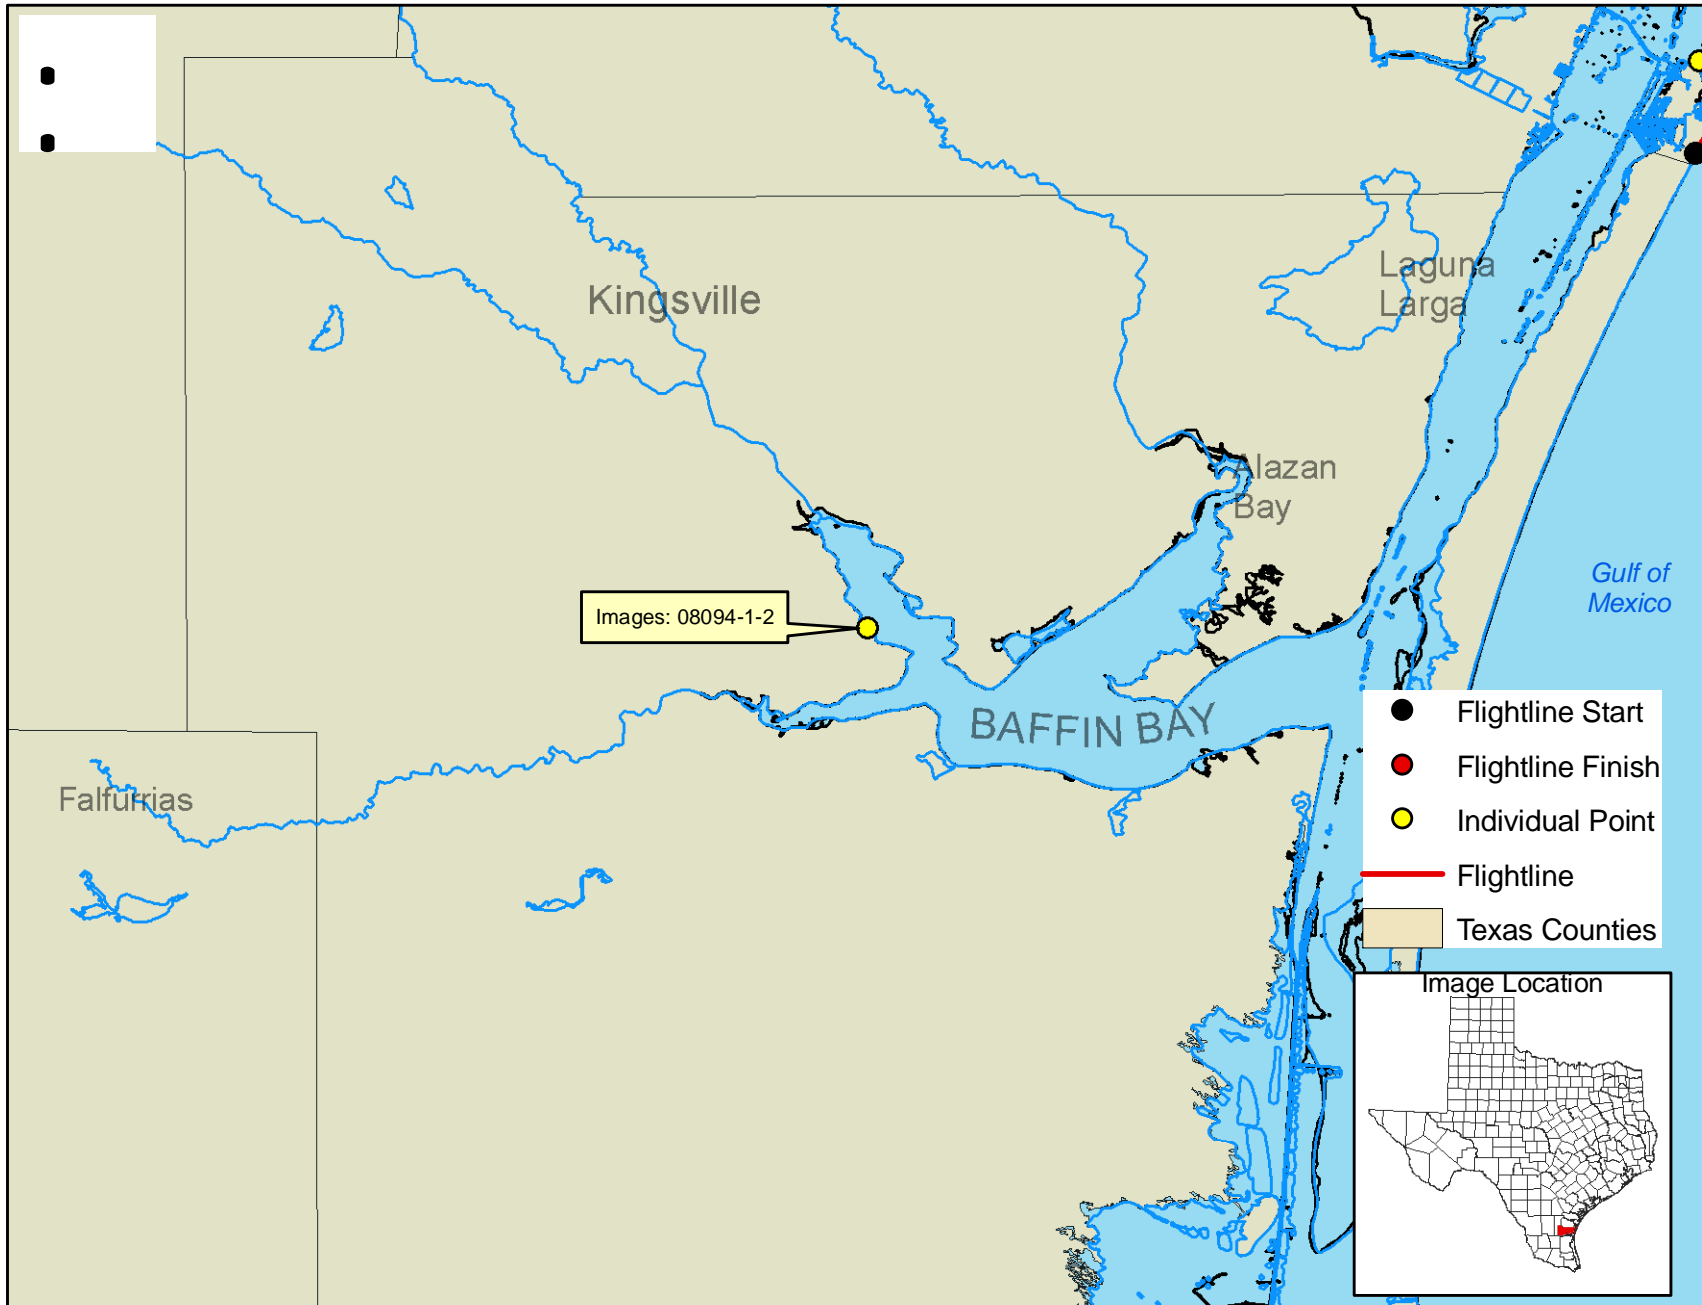 Kingsville
Laguna
Larga
Alazan
Bay
Gulf of
Mexico
Images: 08094-1-2
BAFFIN BAY
Falfurrias
Flightline Start
Flightline Finish
Individual Point
Flightline
Texas Counties
Image Location